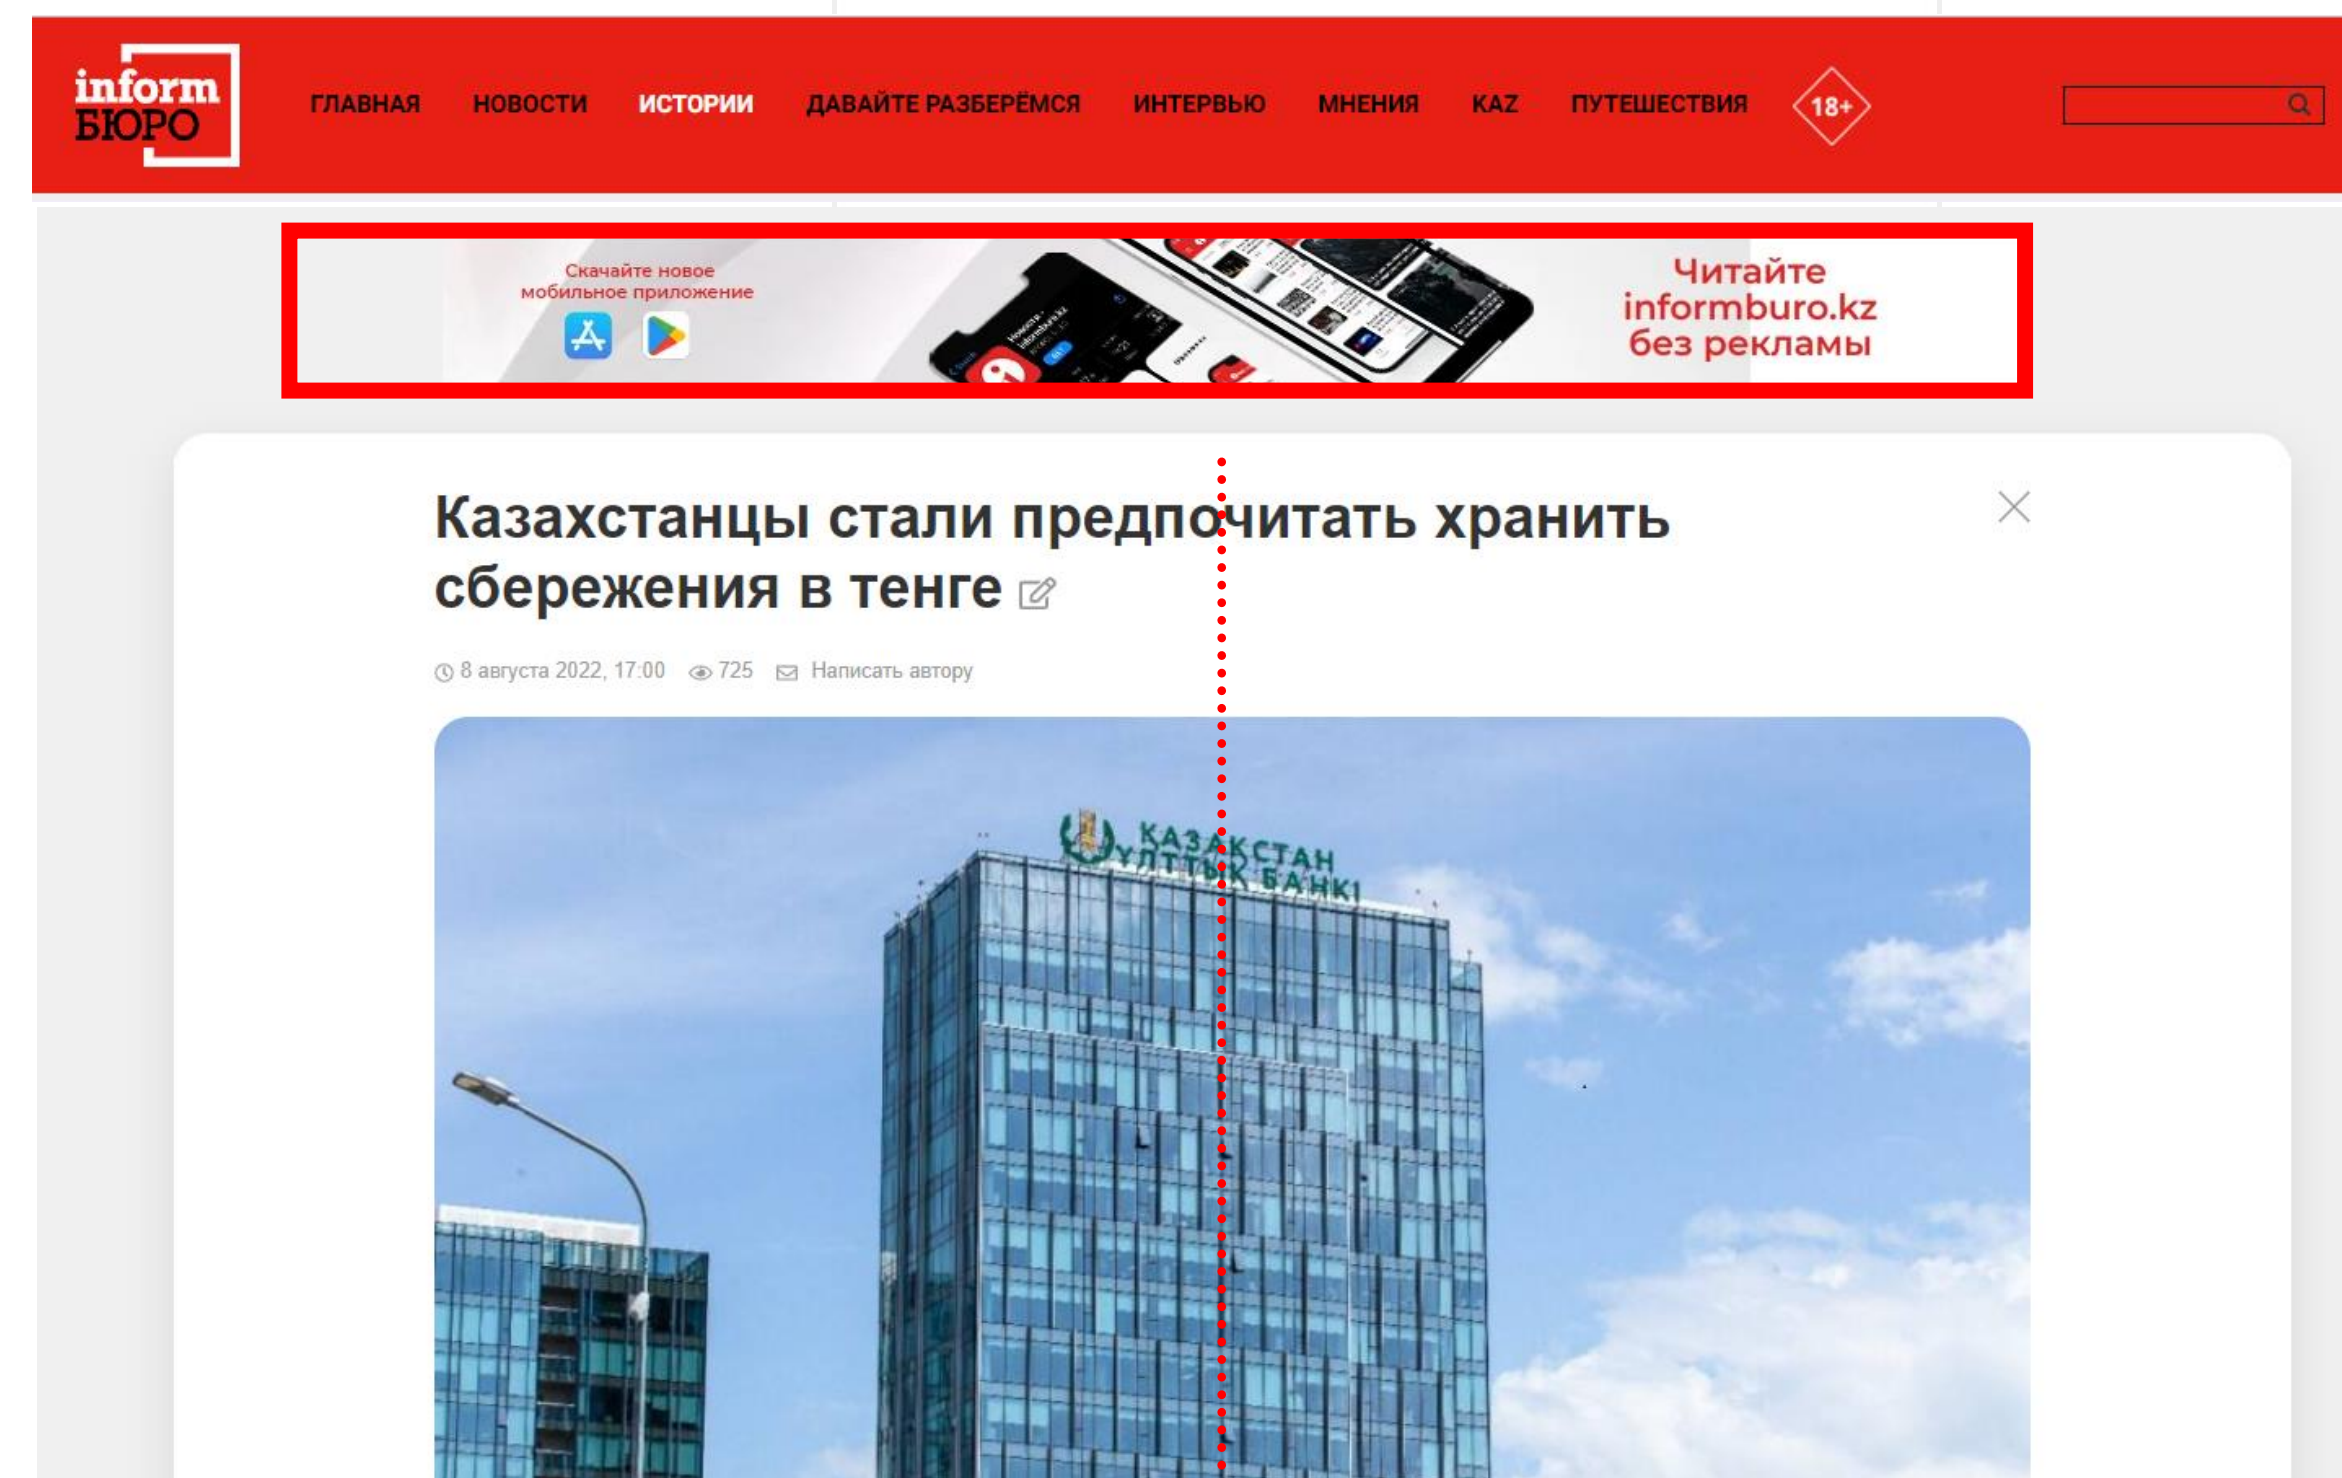 inform
БЮРО
ГЛАВНАЯ НОВОСТИ ИСТОРИИ ДАВАЙТЕ РАЗБЕРЁМСЯ ИНТЕРВЬЮ МНЕНИЯ KAZ ПУТЕШЕСТВИЯ 18+
Скачайте новое
мобильное приложение
Читайте
informburo.kz
без рекламы
Казахстанцы стали предпочитать хранить
сбережения в тенге
8 августа 2022, 17:00 725 Написать автору
ҚАЗАҚСТАН
ҰЛТТЫҚ БАНКІ